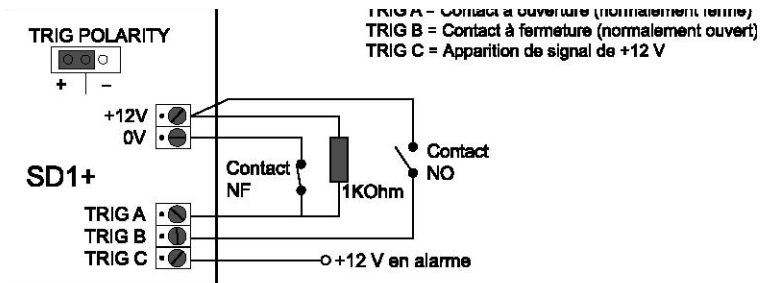 TRIG A = Contact à ouverture (normalement fermé)
TRIG B = Contact à fermeture (normalement ouvert)
TRIG C = Apparition de signal de +12 V
TRIG POLARITY
+ –
+12V
0V
SD1+
Contact
NF
1KOhm
Contact
NO
TRIG A
TRIG B
TRIG C
+12 V en alarme